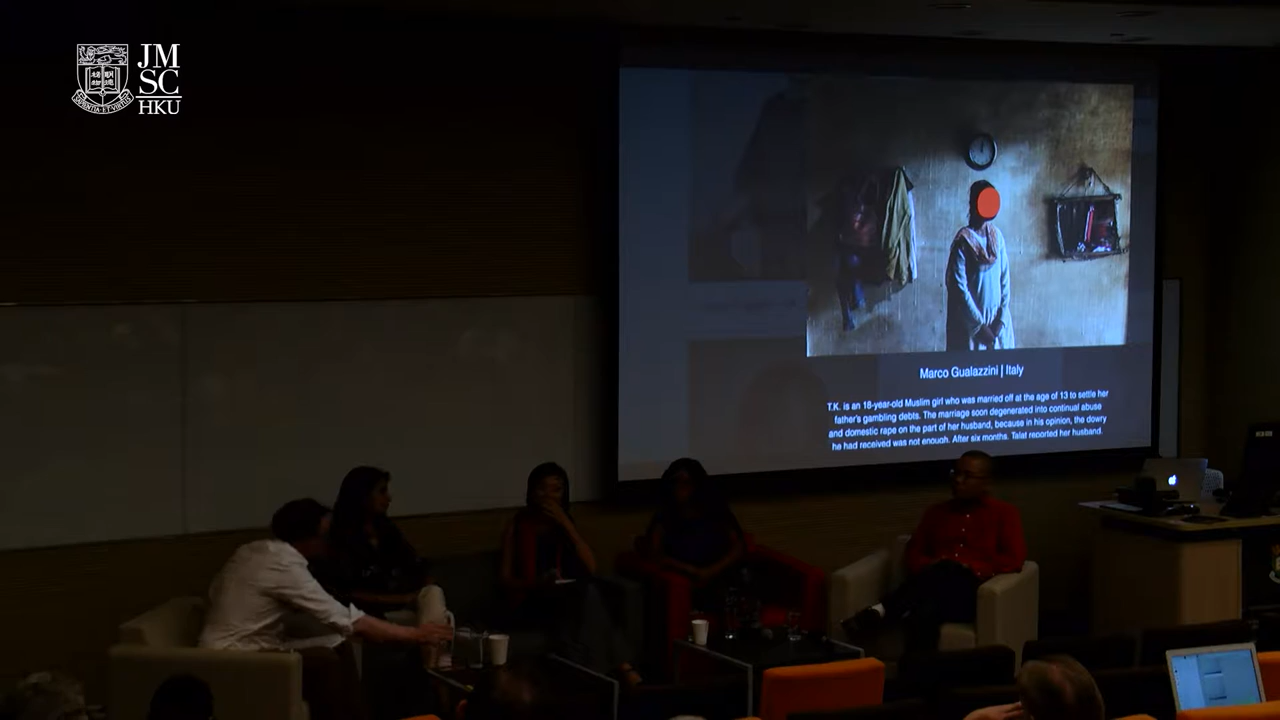 JM
SC
HKU
Marco Gualazzini | Italy
T.K. is an 18-year-old Muslim girl who was married off at the age of 13 to settle her
father's gambling debts. The marriage soon degenerated into continual abuse
and domestic rape on the part of her husband, because in his opinion, the dowry
he had received was not enough. After six months, Talat reported her husband.